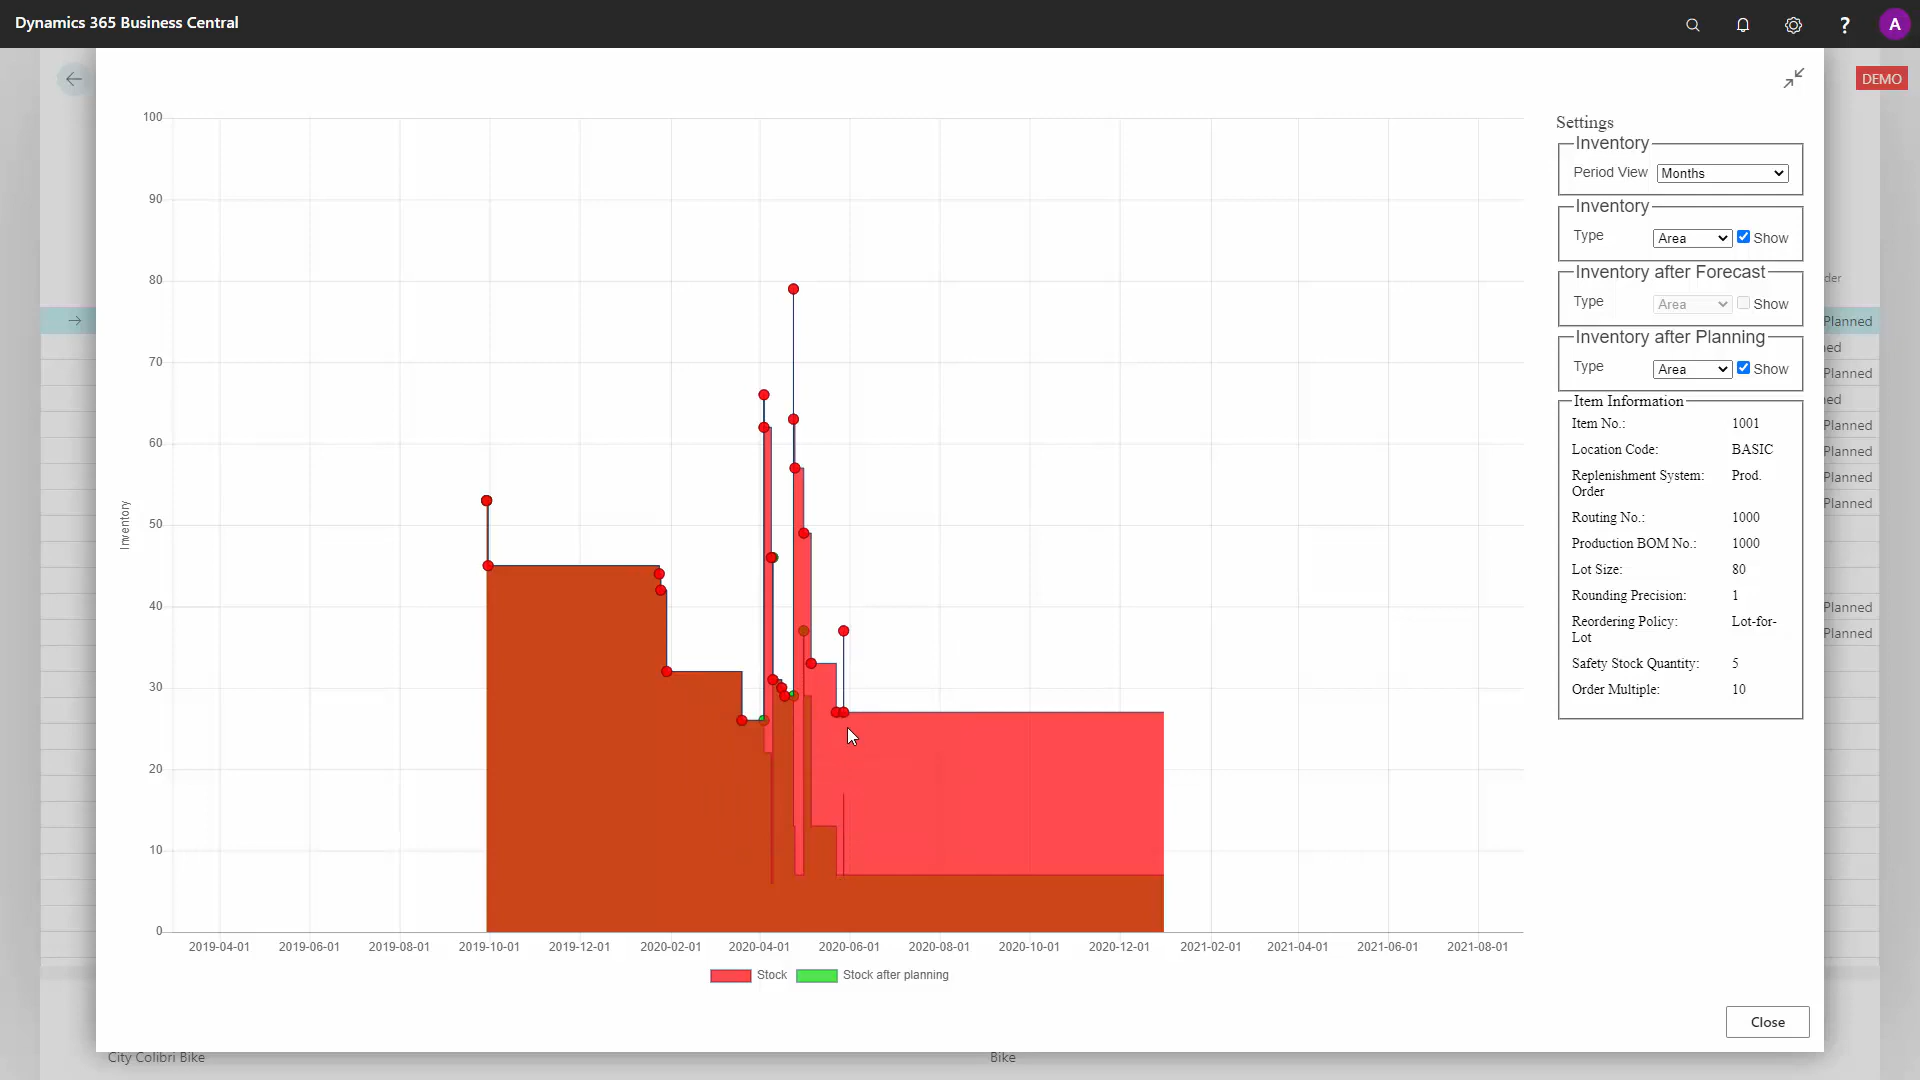 Dynamics 365 Business Central
?
A
DEMO
Settings
Inventory
Period View Months
Inventory
Type Area Show
Inventory after Forecast
Type Area Show
Inventory after Planning
Type Area Show
Item Information
Item No.: 1001
Location Code: BASIC
Replenishment System: Prod.
Order
Routing No.: 1000
Production BOM No.: 1000
Lot Size: 80
Rounding Precision: 1
Reordering Policy: Lot-for-
Lot
Safety Stock Quantity: 5
Order Multiple: 10
100
90
80
70
60
50
40
30
20
10
0
Inventory
2019-04-01 2019-06-01 2019-08-01 2019-10-01 2019-12-01 2020-02-01 2020-04-01 2020-06-01 2020-08-01 2020-10-01 2020-12-01 2021-02-01 2021-04-01 2021-06-01 2021-08-01
Stock Stock after planning
der
Planned
ed
Planned
ed
Planned
Planned
Planned
Planned
Planned
Planned
Close
City Colibri Bike Bike